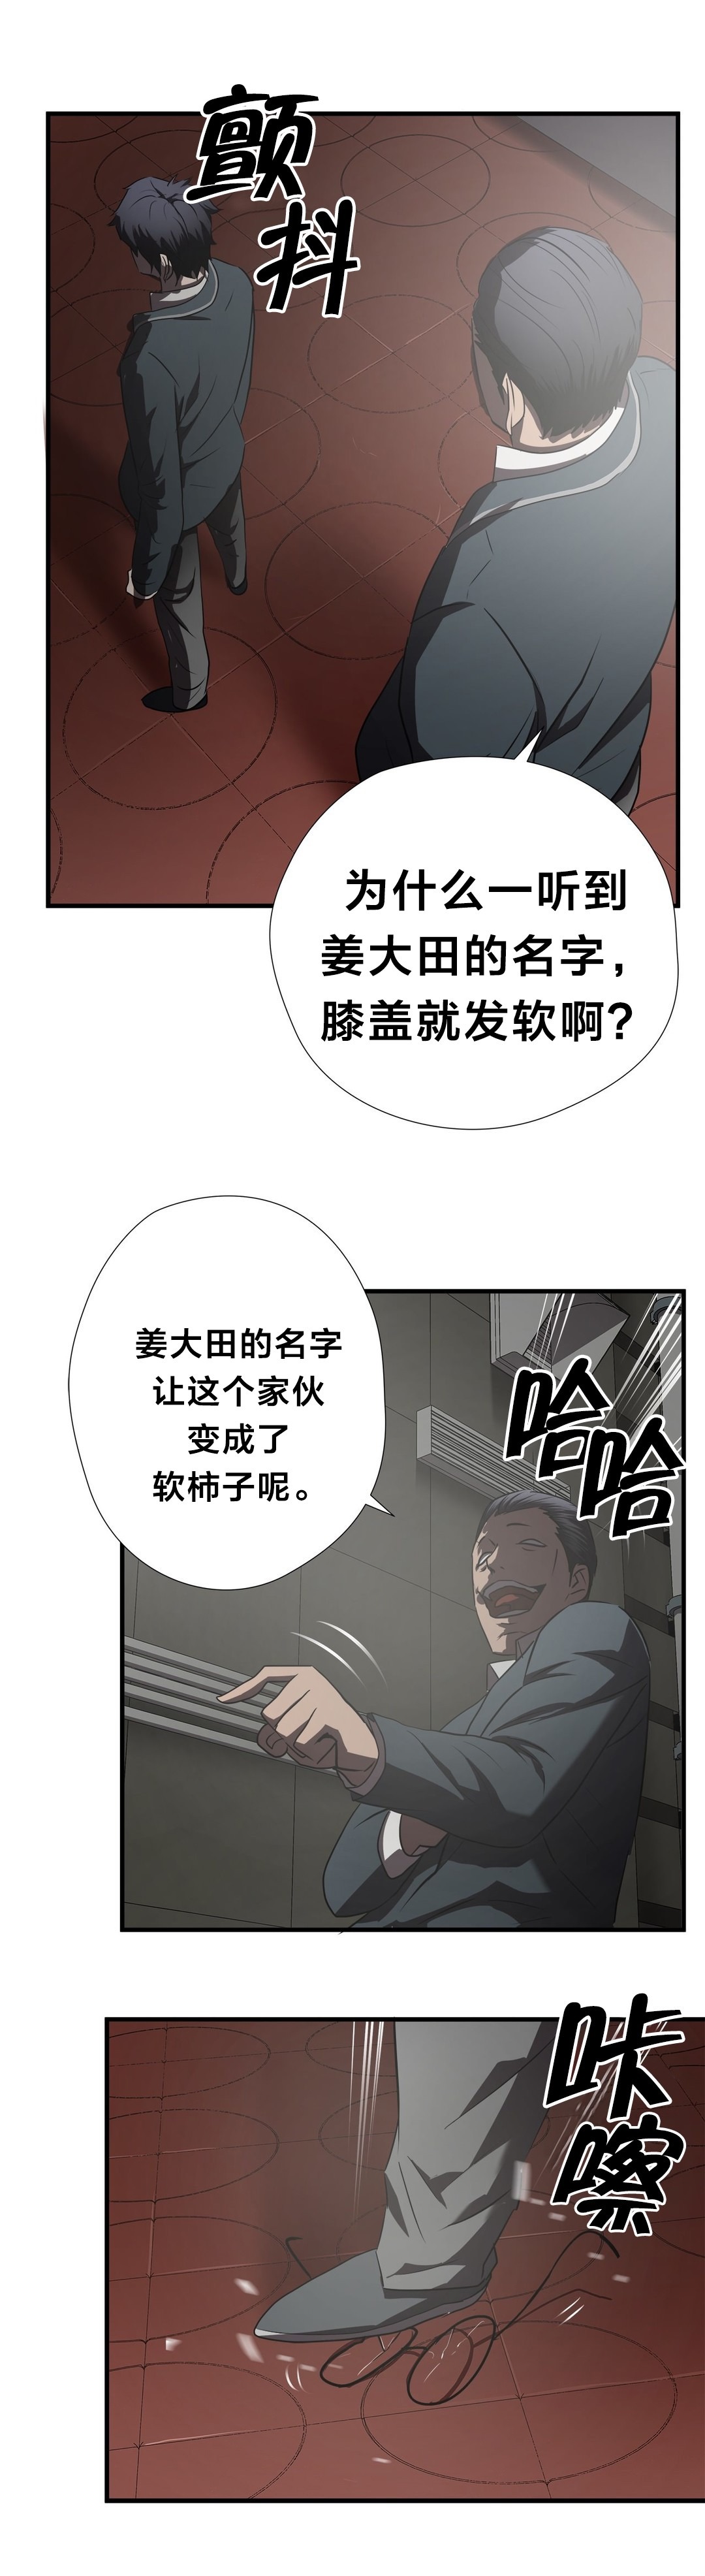 颤
抖
为什么一听到
姜大田的名字，
膝盖就发软啊？
姜大田的名字
让这个家伙
变成了
软柿子呢。
哈
哈
咔
嚓